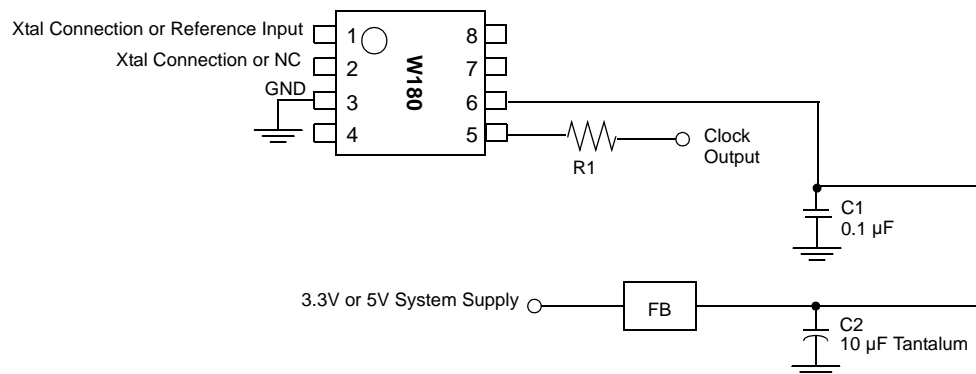 Xtal Connection or Reference Input
Xtal Connection or NC
GND
1
2
3
4
W180
8
7
6
5
R1
Clock
Output
C1
0.1 µF
3.3V or 5V System Supply
FB
C2
10 µF Tantalum